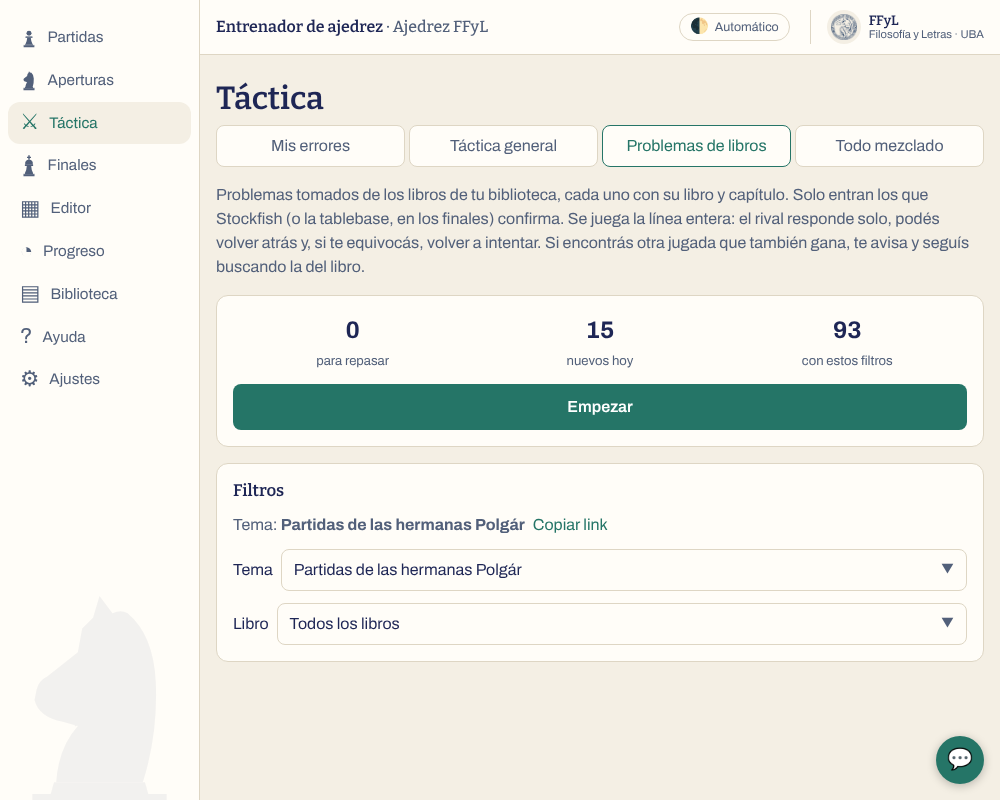 Partidas
Aperturas
Táctica
Finales
Editor
Progreso
Biblioteca
? Ayuda
Ajustes
Entrenador de ajedrez · Ajedrez FFyL
Automático
FFyL
Filosofía y Letras · UBA
Táctica
Mis errores
Táctica general
Problemas de libros
Todo mezclado
Problemas tomados de los libros de tu biblioteca, cada uno con su libro y capítulo. Solo entran los que
Stockfish (o la tablebase, en los finales) confirma. Se juega la línea entera: el rival responde solo, podés
volver atrás y, si te equivocás, volver a intentar. Si encontrás otra jugada que también gana, te avisa y seguís
buscando la del libro.
0
para repasar
15
nuevos hoy
93
con estos filtros
Empezar
Filtros
Tema: Partidas de las hermanas Polgár Copiar link
Tema Partidas de las hermanas Polgár
Libro Todos los libros